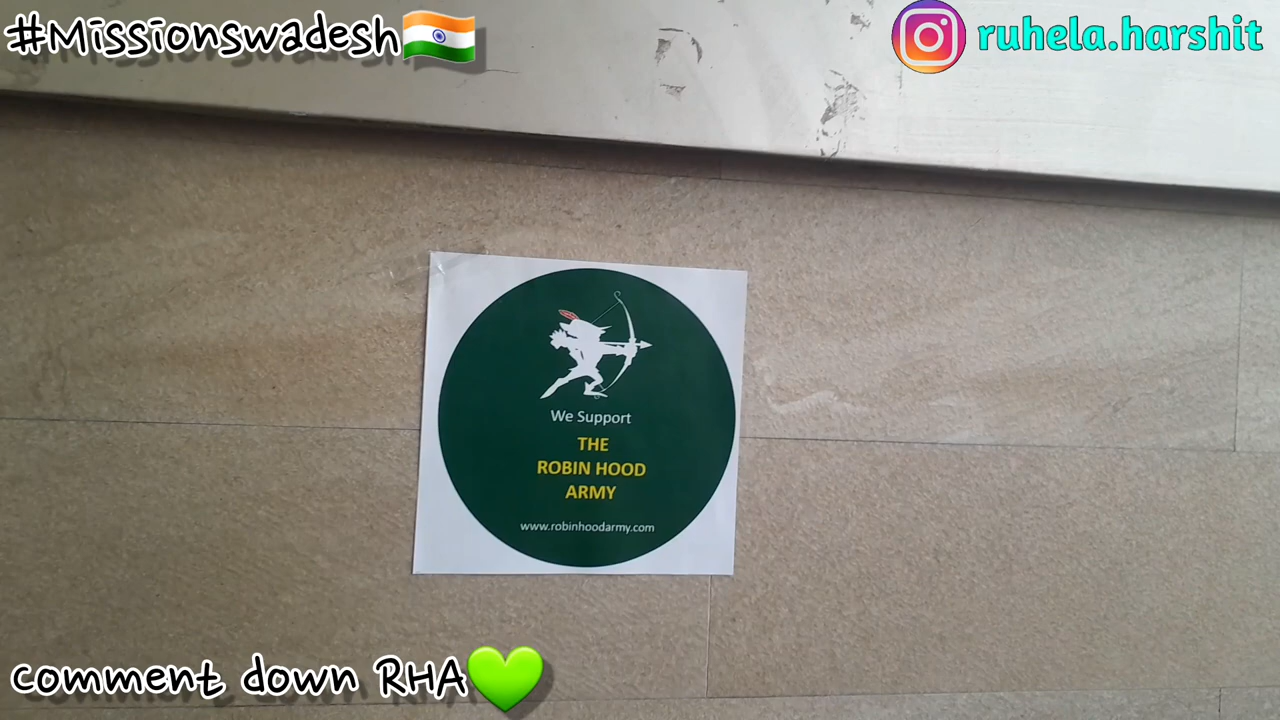 #Missionswadesh🇮🇳
ruhela.harshit
We Support
THE
ROBIN HOOD
ARMY
www.robinhoodarmy.com
comment down RHA💚